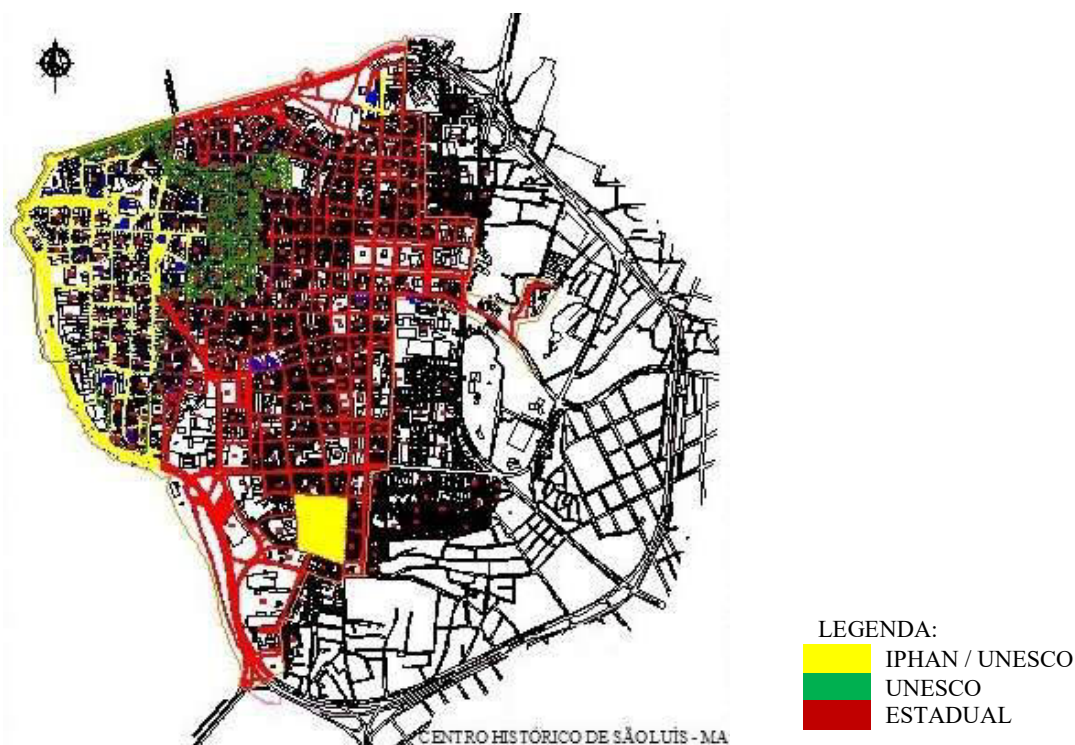 LEGENDA:
IPHAN / UNESCO
UNESCO
ESTADUAL
CENTRO HISTÓRICO DE SÃO LUÍS - MA